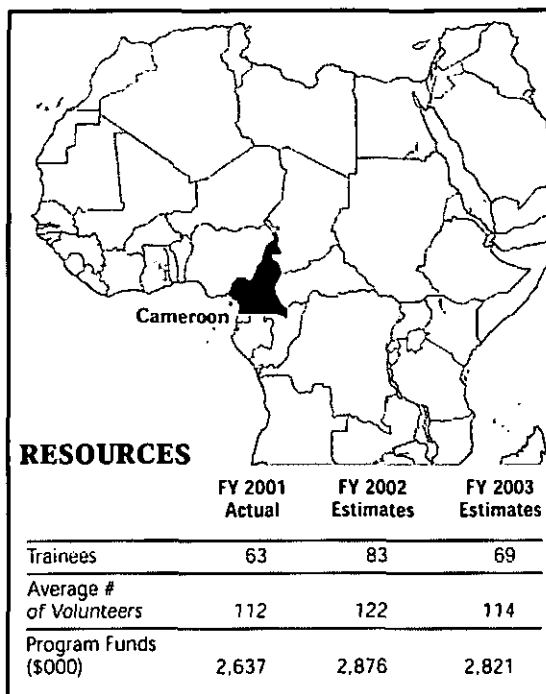 Cameroon
RESOURCES
FY 2001 FY 2002 FY 2003
Actual Estimates Estimates
Trainees 63 83 69
Average #
of Volunteers 112 122 114
Program Funds
($000) 2,637 2,876 2,821